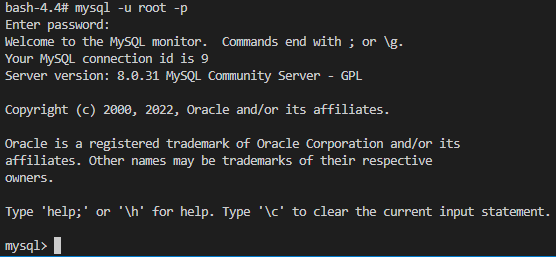 bash-4.4# mysql -u root -p
Enter password:
Welcome to the MySQL monitor.  Commands end with ; or \g.
Your MySQL connection id is 9
Server version: 8.0.31 MySQL Community Server - GPL
Copyright (c) 2000, 2022, Oracle and/or its affiliates.
Oracle is a registered trademark of Oracle Corporation and/or its
affiliates. Other names may be trademarks of their respective
owners.
Type 'help;' or '\h' for help. Type '\c' to clear the current input statement.
mysql>